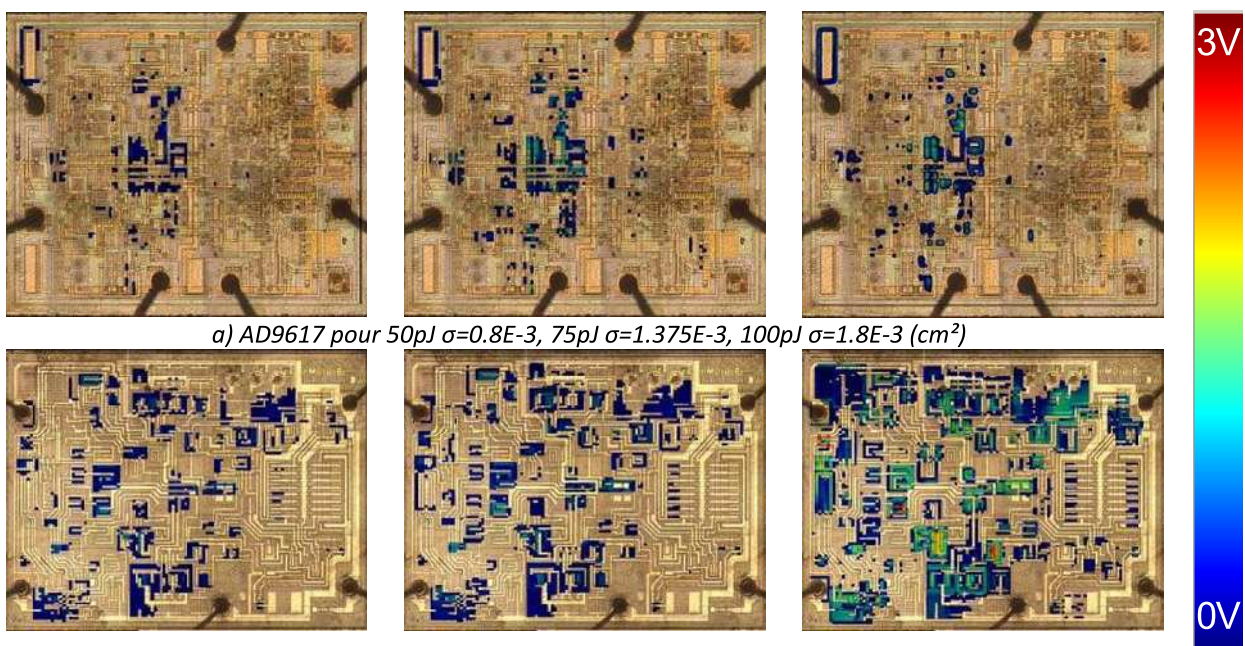 3V
a) AD9617 pour 50pJ σ=0.8E-3, 75pJ σ=1.375E-3, 100pJ σ=1.8E-3 (cm²)
0V